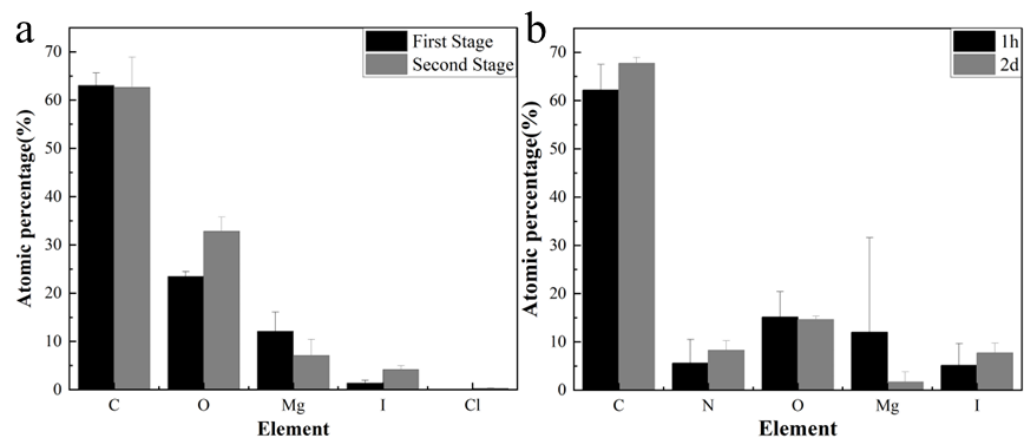 a
First Stage
Second Stage
Atomic percentage(%)
70
60
50
40
30
20
10
0
C O Mg I Cl
Element
b
1h
2d
Atomic percentage(%)
70
60
50
40
30
20
10
0
C N O Mg I
Element